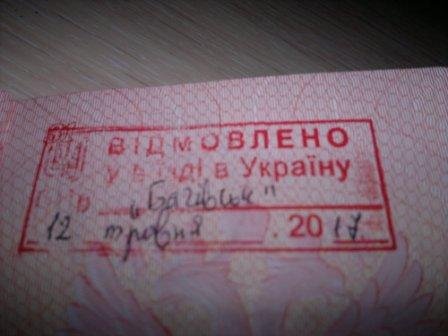 ВІДМОВЛЕНО
у в'їзді в Україну
„Бачівськ"
12 травня . 2017